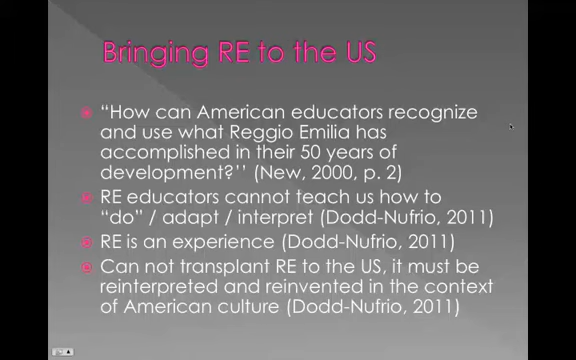 Bringing RE to the US
“How can American educators recognize
and use what Reggio Emilia has
accomplished in their 50 years of
development?’’ (New, 2000, p. 2)
RE educators cannot teach us how to
“do” / adapt / interpret (Dodd-Nufrio, 2011)
RE is an experience (Dodd-Nufrio, 2011)
Can not transplant RE to the US, it must be
reinterpreted and reinvented in the context
of American culture (Dodd-Nufrio, 2011)